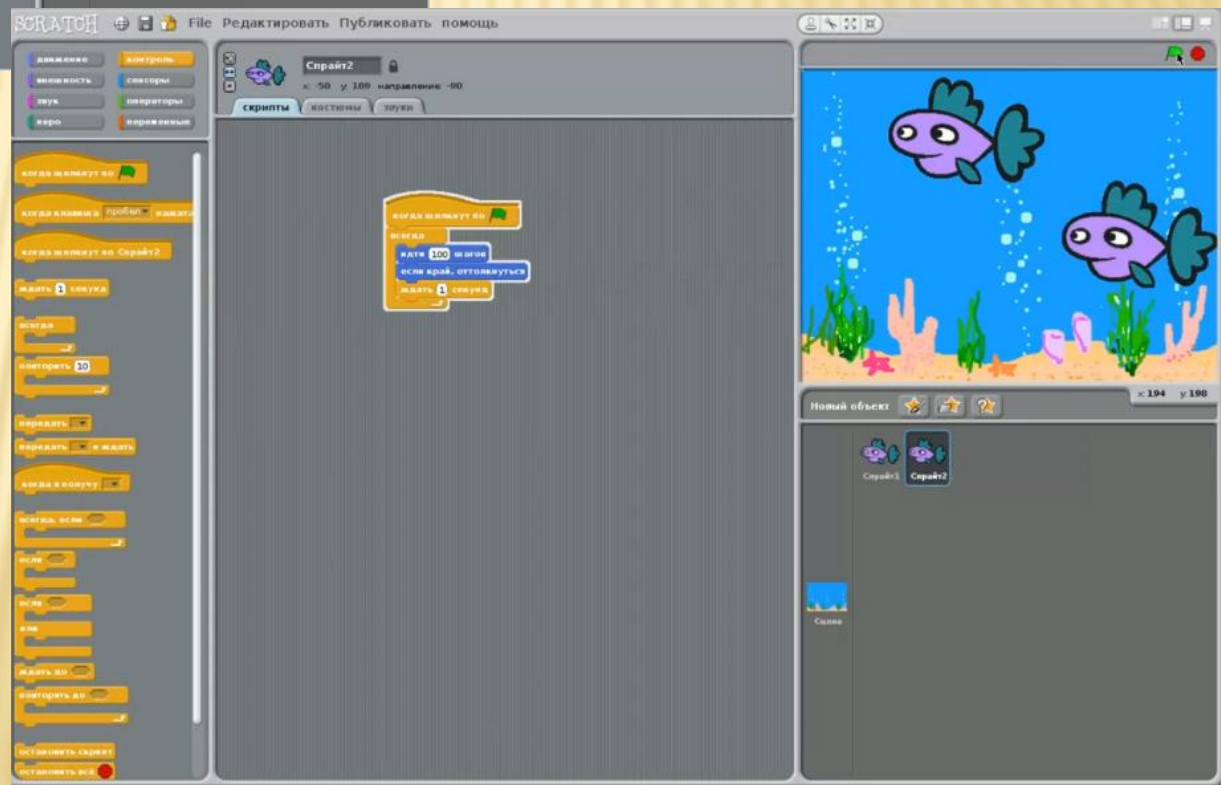 SCRATCH File Редактировать Публиковать помощь
движение контроль
внешность сенсоры
звук операторы
перо переменные
Спрайт2
x: -50 y: 109 направление: -90
скрипты костюмы звуки
когда щелкнут по
когда клавиша пробел нажата
когда щелкнут по Спрайт2
ждать 1 секунд
всегда
повторить 10
передать
передать и ждать
когда я получу
всегда, если
если
если
или
ждать до
повторять до
остановить скрипт
остановить всё
когда щелкнут по
всегда
идти 100 шагов
если край, оттолкнуться
ждать 1 секунд
x: 194 y: 198
Новый объект
Спрайт1 Спрайт2
Сцена